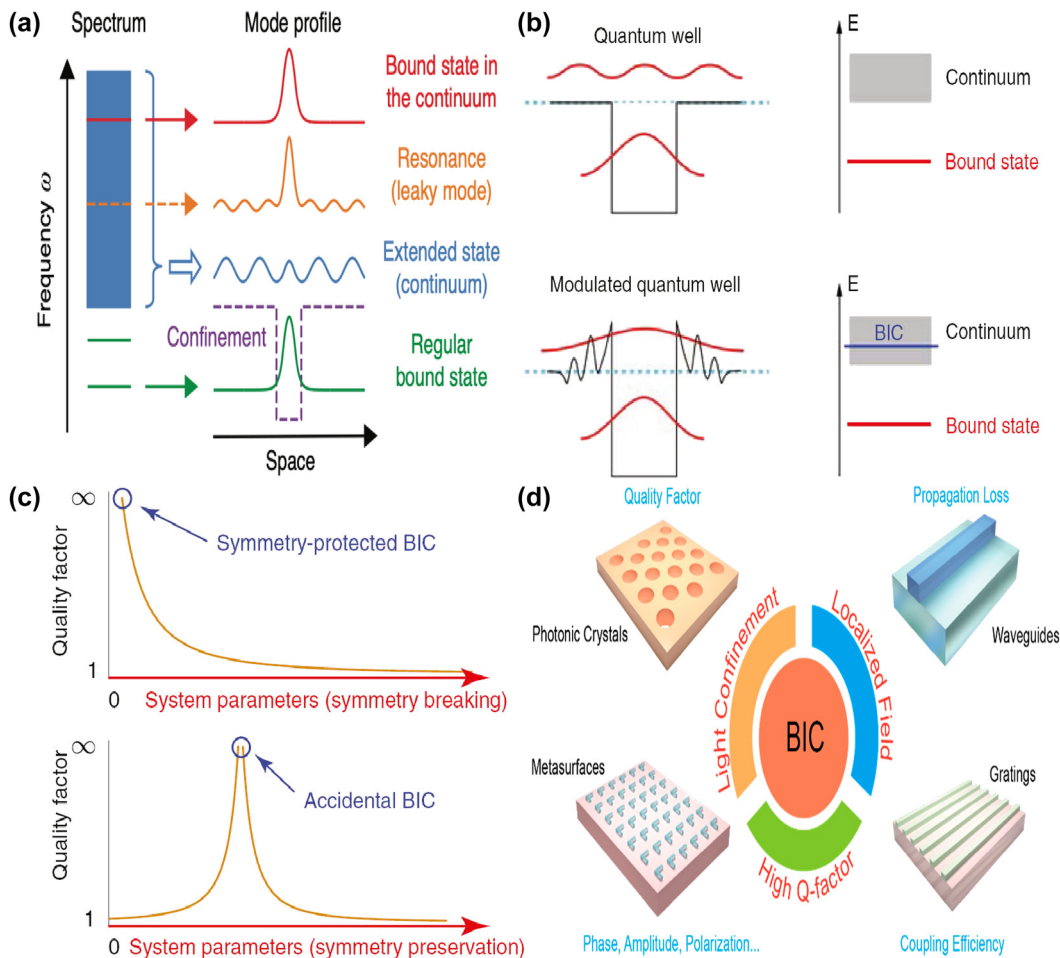 (a)
Spectrum
Mode profile
Frequency ω
Bound state in
the continuum
Resonance
(leaky mode)
Extended state
(continuum)
Confinement
Regular
bound state
Space
(b)
Quantum well
E
Continuum
Bound state
Modulated quantum well
E
BIC
Continuum
Bound state
(c)
∞
Quality factor
Symmetry-protected BIC
1
0
System parameters (symmetry breaking)
∞
Quality factor
Accidental BIC
1
0
System parameters (symmetry preservation)
(d)
Quality Factor
Propagation Loss
Photonic Crystals
Waveguides
Light Confinement
Localized Field
BIC
High Q-factor
Metasurfaces
Gratings
Phase, Amplitude, Polarization...
Coupling Efficiency